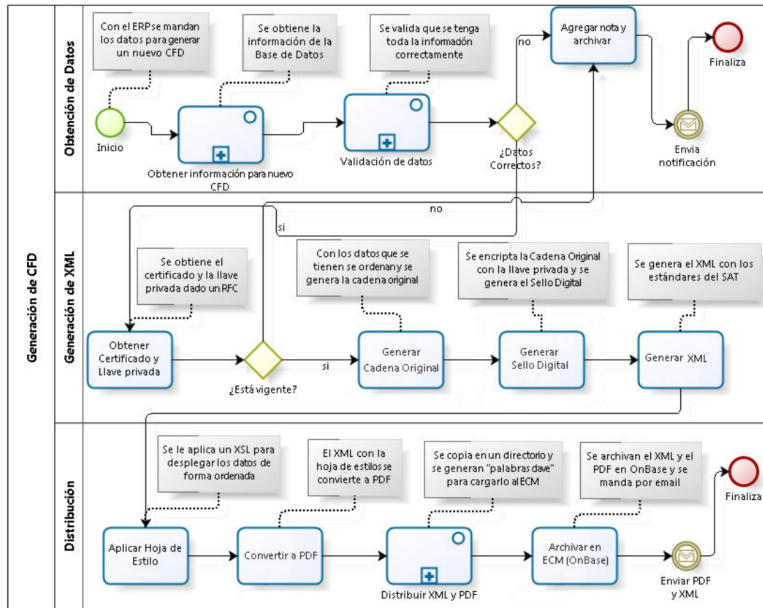 Generación de CFD
Obtención de Datos
Con el ERP se mandan
los datos para generar
un nuevo CFD
Se obtiene la
información de la
Base de Datos
Se valida que se tenga
toda la información
correctamente
no
Agregar nota y
archivar
Finaliza
Inicio
Obtener información para nuevo
CFD
Validación de datos
¿Datos
Correctos?
Envia
notificación
Generación de XML
no
si
Se obtiene el
certificado y la llave
privada dado un RFC
Con los datos que se
tienen se ordenan y se
genera la cadena original
Se encripta la Cadena Original
con la llave privada y se
genera el Sello Digital
Se genera el XML con los
estándares del SAT
Obtener
Certificado y
Llave privada
¿Está vigente?
si
Generar
Cadena Original
Generar
Sello Digital
Generar XML
Distribución
Se le aplica un XSL para
desplegar los datos de
forma ordenada
El XML con la
hoja de estilos se
convierte a PDF
Se copia en un directorio y
se generan "palabras clave"
para cargarlo al ECM
Se archivan el XML y el
PDF en OnBase y se
manda por email
Finaliza
Aplicar Hoja de
Estilo
Convertir a PDF
Distribuir XML y PDF
Archivar en
ECM (OnBase)
Enviar PDF
y XML